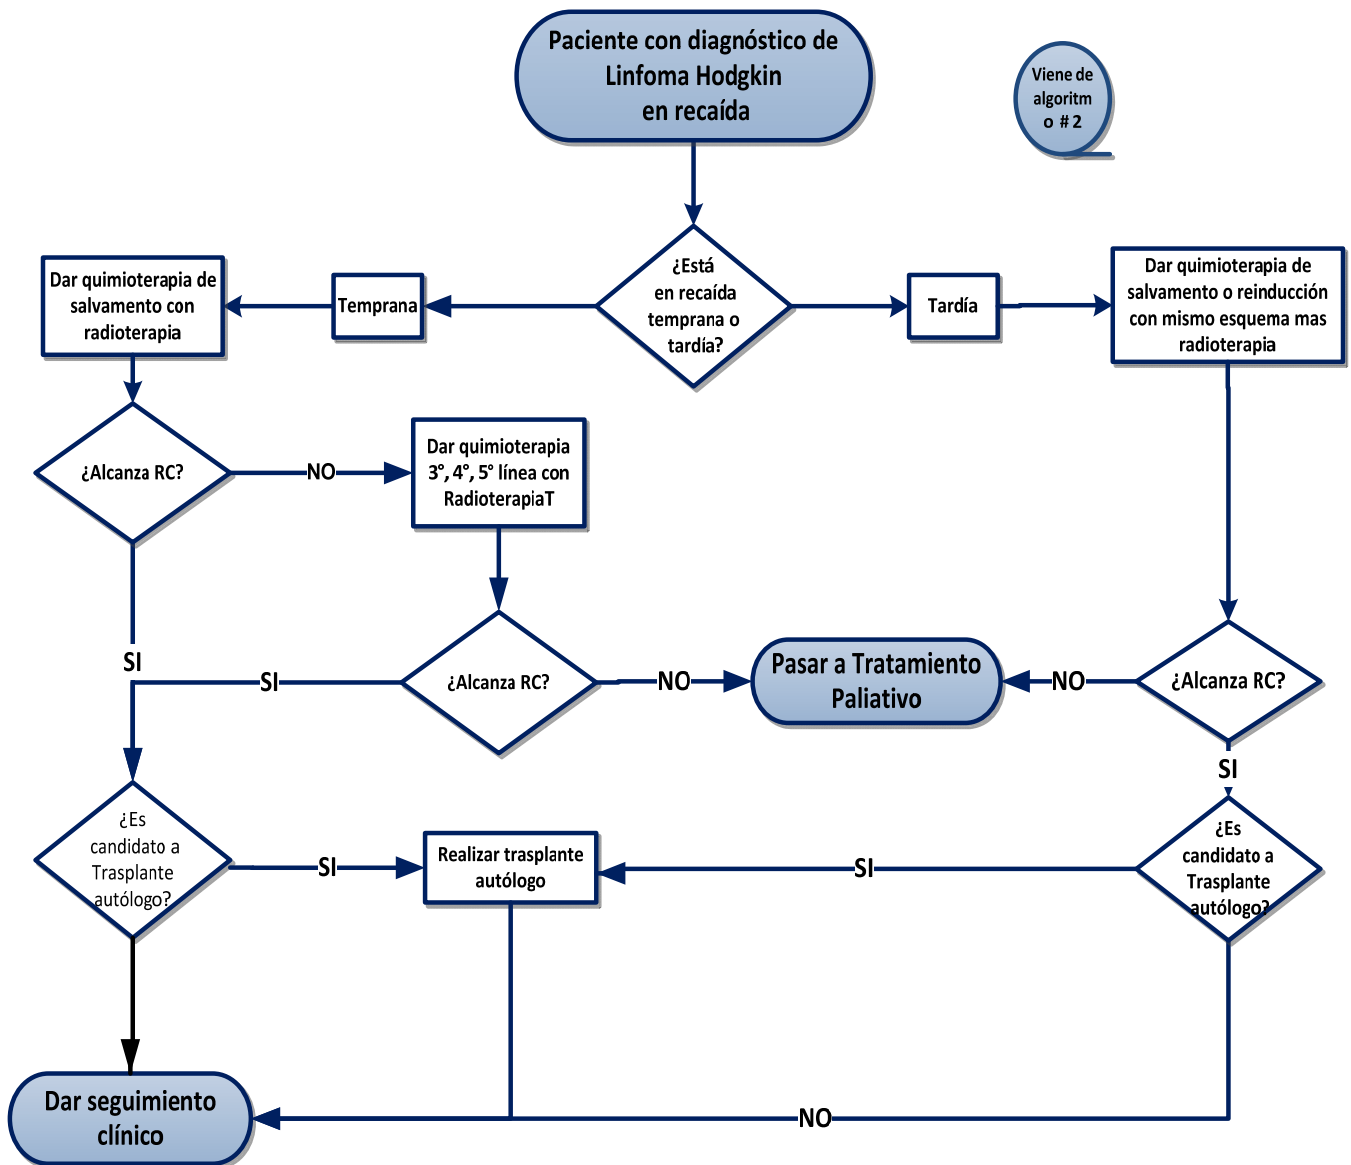 Paciente con diagnóstico de
Linfoma Hodgkin
en recaída
Viene de
algoritm
o # 2
¿Está
en recaída
temprana o
tardía?
Temprana
Tardía
Dar quimioterapia de
salvamento con
radioterapia
Dar quimioterapia de
salvamento o reinducción
con mismo esquema mas
radioterapia
¿Alcanza RC?
NO
Dar quimioterapia
3°, 4°, 5° línea con
RadioterapiaT
SI
SI
¿Alcanza RC?
NO
Pasar a Tratamiento
Paliativo
NO
¿Alcanza RC?
SI
¿Es
candidato a
Trasplante
autólogo?
SI
Realizar trasplante
autólogo
SI
¿Es
candidato a
Trasplante
autólogo?
Dar seguimiento
clínico
NO